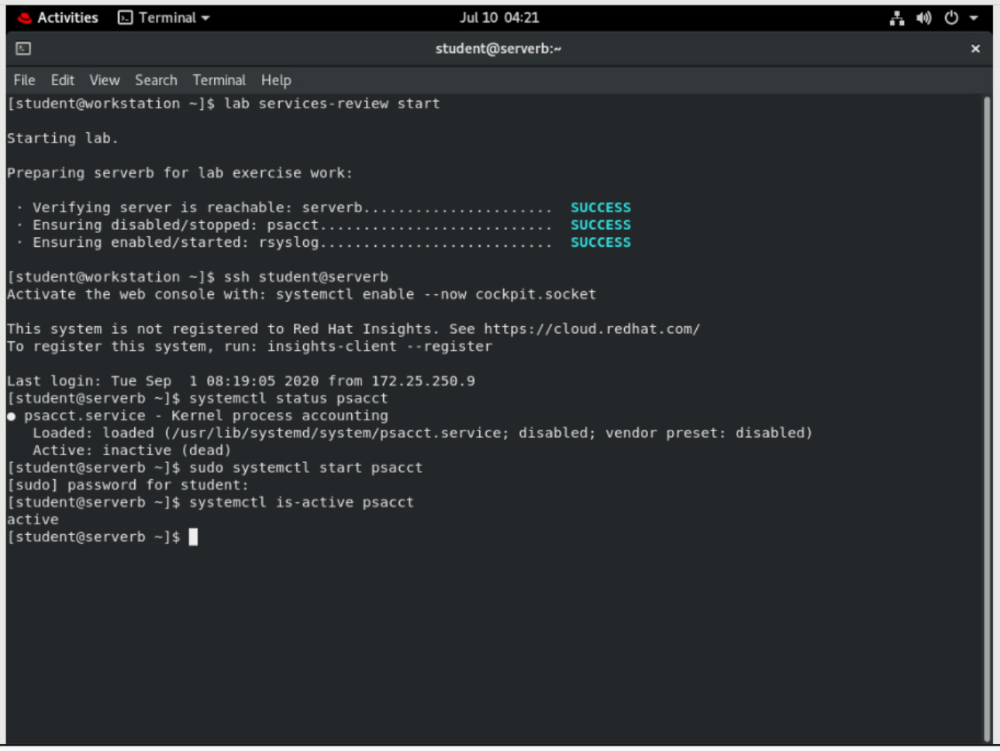 Activities Terminal Jul 10 04:21
student@serverb:~
File Edit View Search Terminal Help
[student@workstation ~]$ lab services-review start
Starting lab.
Preparing serverb for lab exercise work:
· Verifying server is reachable: serverb...................... SUCCESS
· Ensuring disabled/stopped: psacct........................... SUCCESS
· Ensuring enabled/started: rsyslog........................... SUCCESS
[student@workstation ~]$ ssh student@serverb
Activate the web console with: systemctl enable --now cockpit.socket
This system is not registered to Red Hat Insights. See https://cloud.redhat.com/
To register this system, run: insights-client --register
Last login: Tue Sep  1 08:19:05 2020 from 172.25.250.9
[student@serverb ~]$ systemctl status psacct
● psacct.service - Kernel process accounting
Loaded: loaded (/usr/lib/systemd/system/psacct.service; disabled; vendor preset: disabled)
Active: inactive (dead)
[student@serverb ~]$ sudo systemctl start psacct
[sudo] password for student:
[student@serverb ~]$ systemctl is-active psacct
active
[student@serverb ~]$